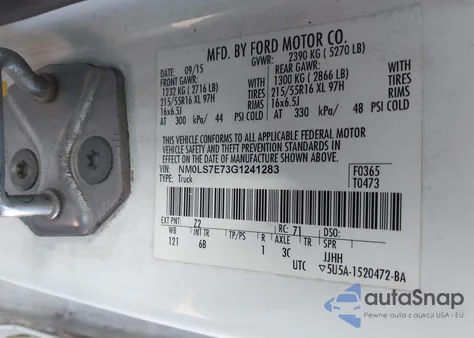 MFD. BY FORD MOTOR CO.
09/15 GVWR: 2390 KG ( 5270 LB)
FRONT GAWR: REAR GAWR:
1232 KG ( 2716 LB) 1300 KG ( 2866 LB)
215/55R16 XL 97H TIRES 215/55R16 XL 97H TIRES
16x6.5J RIMS 16x6.5J RIMS
AT 300 kPa/ 44 PSI COLD AT 330 kPa/ 48 PSI COLD
THIS VEHICLE CONFORMS TO ALL APPLICABLE FEDERAL MOTOR
VEHICLE SAFETY AND THEFT PREVENTION STANDARDS IN
EFFECT ON THE DATE OF MANUFACTURE SHOWN ABOVE.
VIN: NM0LS7E73G1241283 F0365
TYPE: Truck T0473
EXT PNT: 72 RC: 71 DSO:
WB INT TR TP/PS R AXLE TR SPR
121 6B 1 3C JJHH
UTC ▽5U5A-1520472-BA
autoSnap
Pewne auta z aukcji USA i EU